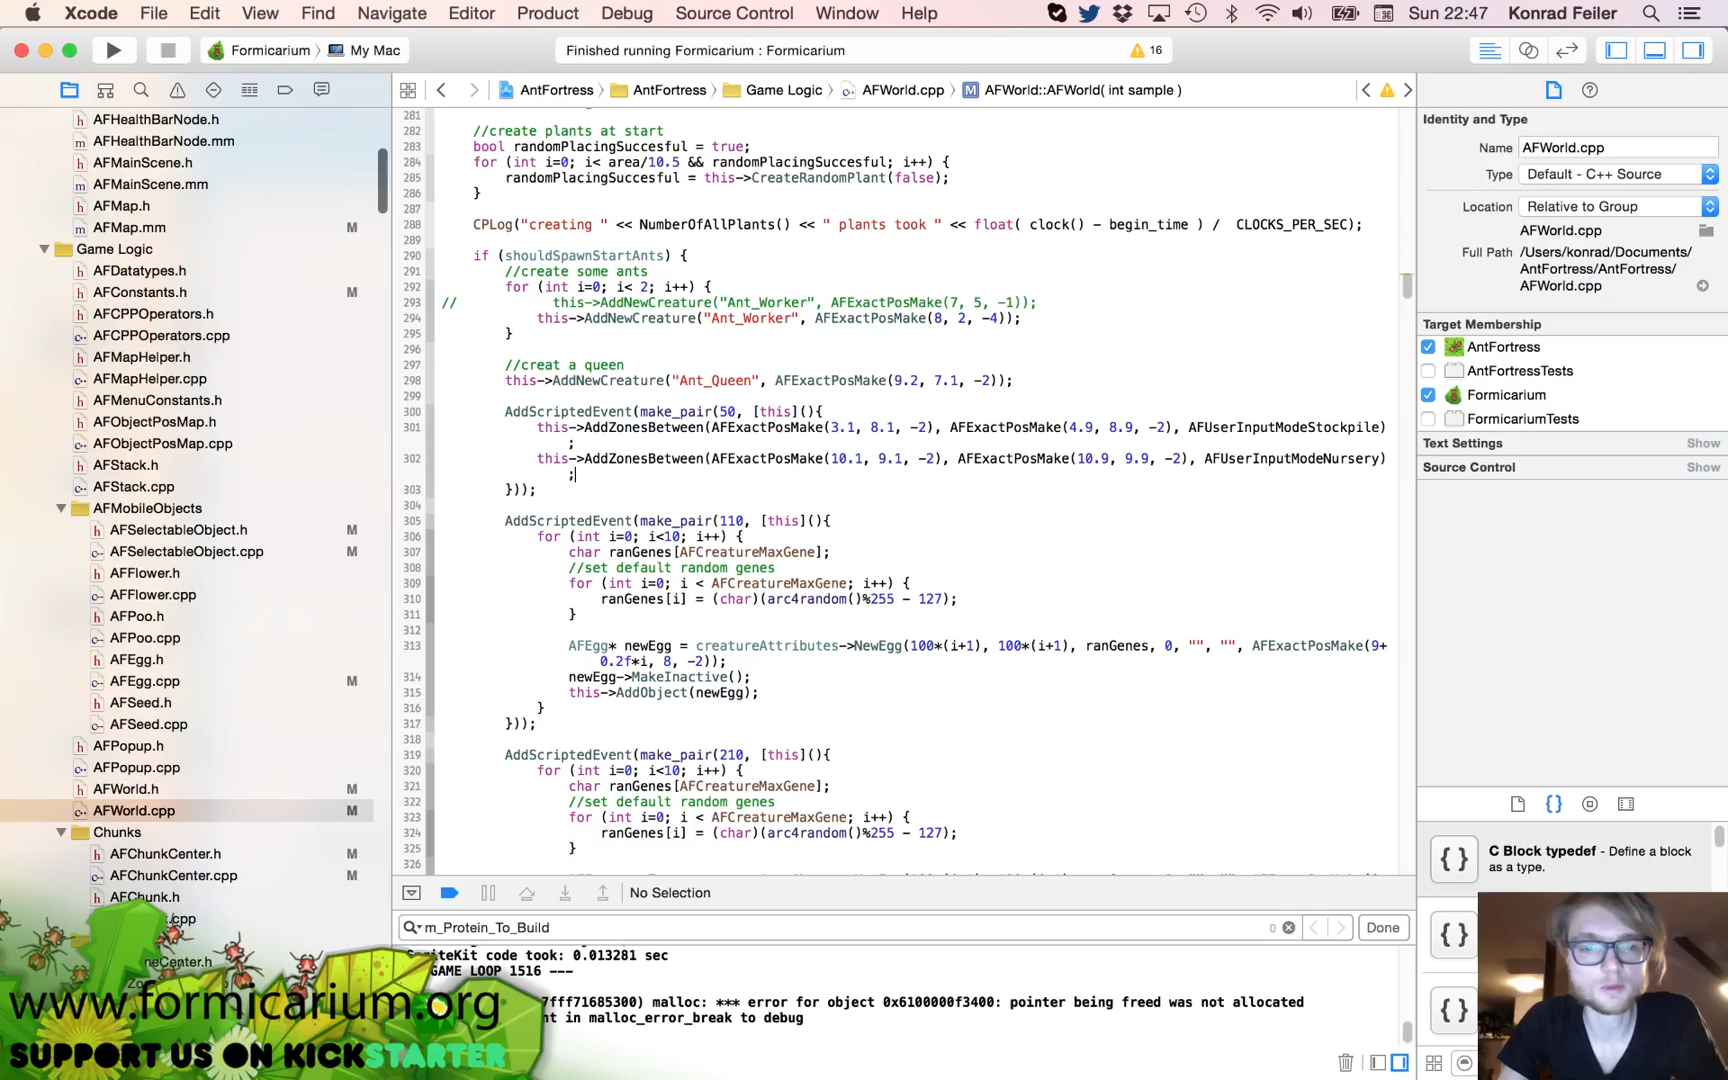 Xcode File Edit View Find Navigate Editor Product Debug Source Control Window Help Sun 22:47 Konrad Feiler
Formicarium My Mac Finished running Formicarium : Formicarium 16
AntFortress AntFortress Game Logic AFWorld.cpp AFWorld::AFWorld( int sample )
AFHealthBarNode.h
AFHealthBarNode.mm
AFMainScene.h
AFMainScene.mm
AFMap.h
AFMap.mm M
Game Logic
AFDatatypes.h
AFConstants.h M
AFCPPOperators.h
AFCPPOperators.cpp
AFMapHelper.h
AFMapHelper.cpp
AFMenuConstants.h
AFObjectPosMap.h
AFObjectPosMap.cpp
AFStack.h
AFStack.cpp
AFMobileObjects
AFSelectableObject.h M
AFSelectableObject.cpp M
AFFlower.h
AFFlower.cpp
AFPoo.h
AFPoo.cpp
AFEgg.h
AFEgg.cpp M
AFSeed.h
AFSeed.cpp
AFPopup.h
AFPopup.cpp
AFWorld.h M
AFWorld.cpp M
Chunks
AFChunkCenter.h M
AFChunkCenter.cpp M
AFChunk.h
.cpp
neCenter.h
281
282 //create plants at start
283 bool randomPlacingSuccesful = true;
284 for (int i=0; i< area/10.5 && randomPlacingSuccesful; i++) {
285 randomPlacingSuccesful = this->CreateRandomPlant(false);
286 }
287
288 CPLog("creating " << NumberOfAllPlants() << " plants took " << float( clock() - begin_time ) / CLOCKS_PER_SEC);
289
290 if (shouldSpawnStartAnts) {
291 //create some ants
292 for (int i=0; i< 2; i++) {
293 // this->AddNewCreature("Ant_Worker", AFExactPosMake(7, 5, -1));
294 this->AddNewCreature("Ant_Worker", AFExactPosMake(8, 2, -4));
295 }
296
297 //creat a queen
298 this->AddNewCreature("Ant_Queen", AFExactPosMake(9.2, 7.1, -2));
299
300 AddScriptedEvent(make_pair(50, [this](){
301 this->AddZonesBetween(AFExactPosMake(3.1, 8.1, -2), AFExactPosMake(4.9, 8.9, -2), AFUserInputModeStockpile)
;
302 this->AddZonesBetween(AFExactPosMake(10.1, 9.1, -2), AFExactPosMake(10.9, 9.9, -2), AFUserInputModeNursery)
;
303 }));
304
305 AddScriptedEvent(make_pair(110, [this](){
306 for (int i=0; i<10; i++) {
307 char ranGenes[AFCreatureMaxGene];
308 //set default random genes
309 for (int i=0; i < AFCreatureMaxGene; i++) {
310 ranGenes[i] = (char)(arc4random()%255 - 127);
311 }
312
313 AFEgg* newEgg = creatureAttributes->NewEgg(100*(i+1), 100*(i+1), ranGenes, 0, "", "", AFExactPosMake(9+
0.2f*i, 8, -2));
314 newEgg->MakeInactive();
315 this->AddObject(newEgg);
316 }
317 }));
318
319 AddScriptedEvent(make_pair(210, [this](){
320 for (int i=0; i<10; i++) {
321 char ranGenes[AFCreatureMaxGene];
322 //set default random genes
323 for (int i=0; i < AFCreatureMaxGene; i++) {
324 ranGenes[i] = (char)(arc4random()%255 - 127);
325 }
326
No Selection
m_Protein_To_Build 0 Done
SpriteKit code took: 0.013281 sec
GAME LOOP 1516 ---
7fff71685300) malloc: *** error for object 0x6100000f3400: pointer being freed was not allocated
nt in malloc_error_break to debug
Identity and Type
Name AFWorld.cpp
Type Default - C++ Source
Location Relative to Group
AFWorld.cpp
Full Path /Users/konrad/Documents/
AntFortress/AntFortress/
AFWorld.cpp
Target Membership
AntFortress
AntFortressTests
Formicarium
FormicariumTests
Text Settings Show
Source Control Show
C Block typedef - Define a block
as a type.
www.formicarium.org
SUPPORT US ON KICKSTARTER